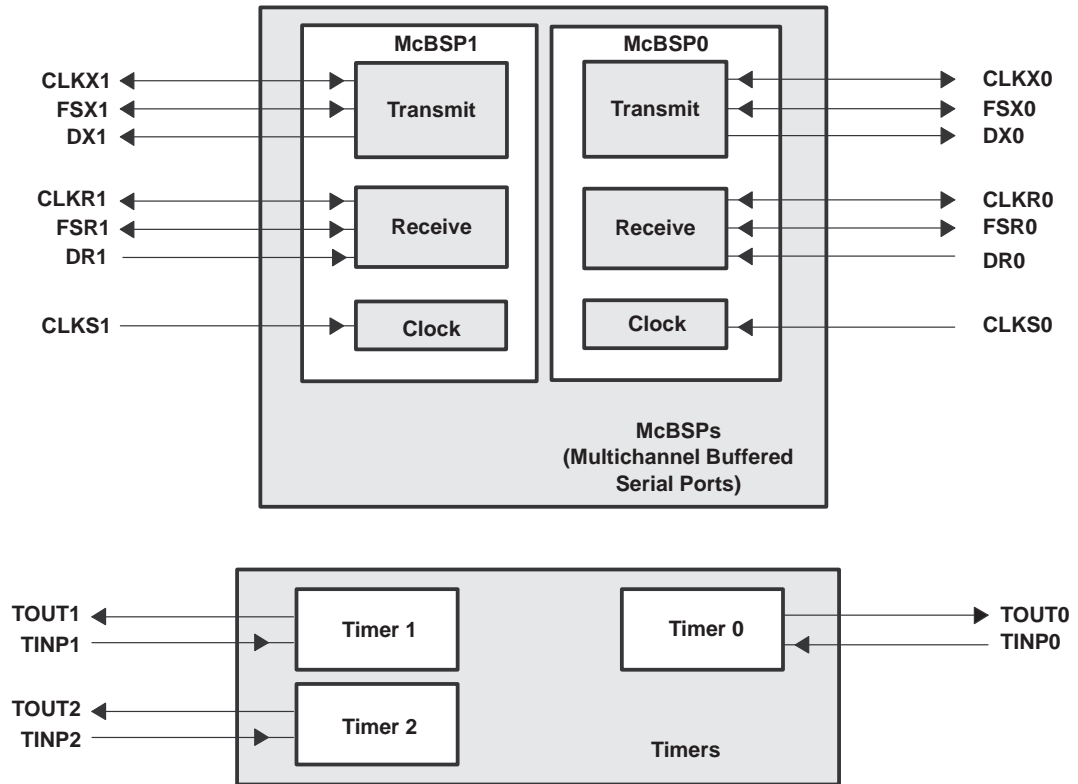 McBSP1
McBSP0
CLKX1
FSX1
DX1
Transmit
Transmit
CLKX0
FSX0
DX0
CLKR1
FSR1
DR1
Receive
Receive
CLKR0
FSR0
DR0
CLKS1
Clock
Clock
CLKS0
McBSPs
(Multichannel Buffered
Serial Ports)
TOUT1
TINP1
Timer 1
Timer 0
TOUT0
TINP0
TOUT2
TINP2
Timer 2
Timers